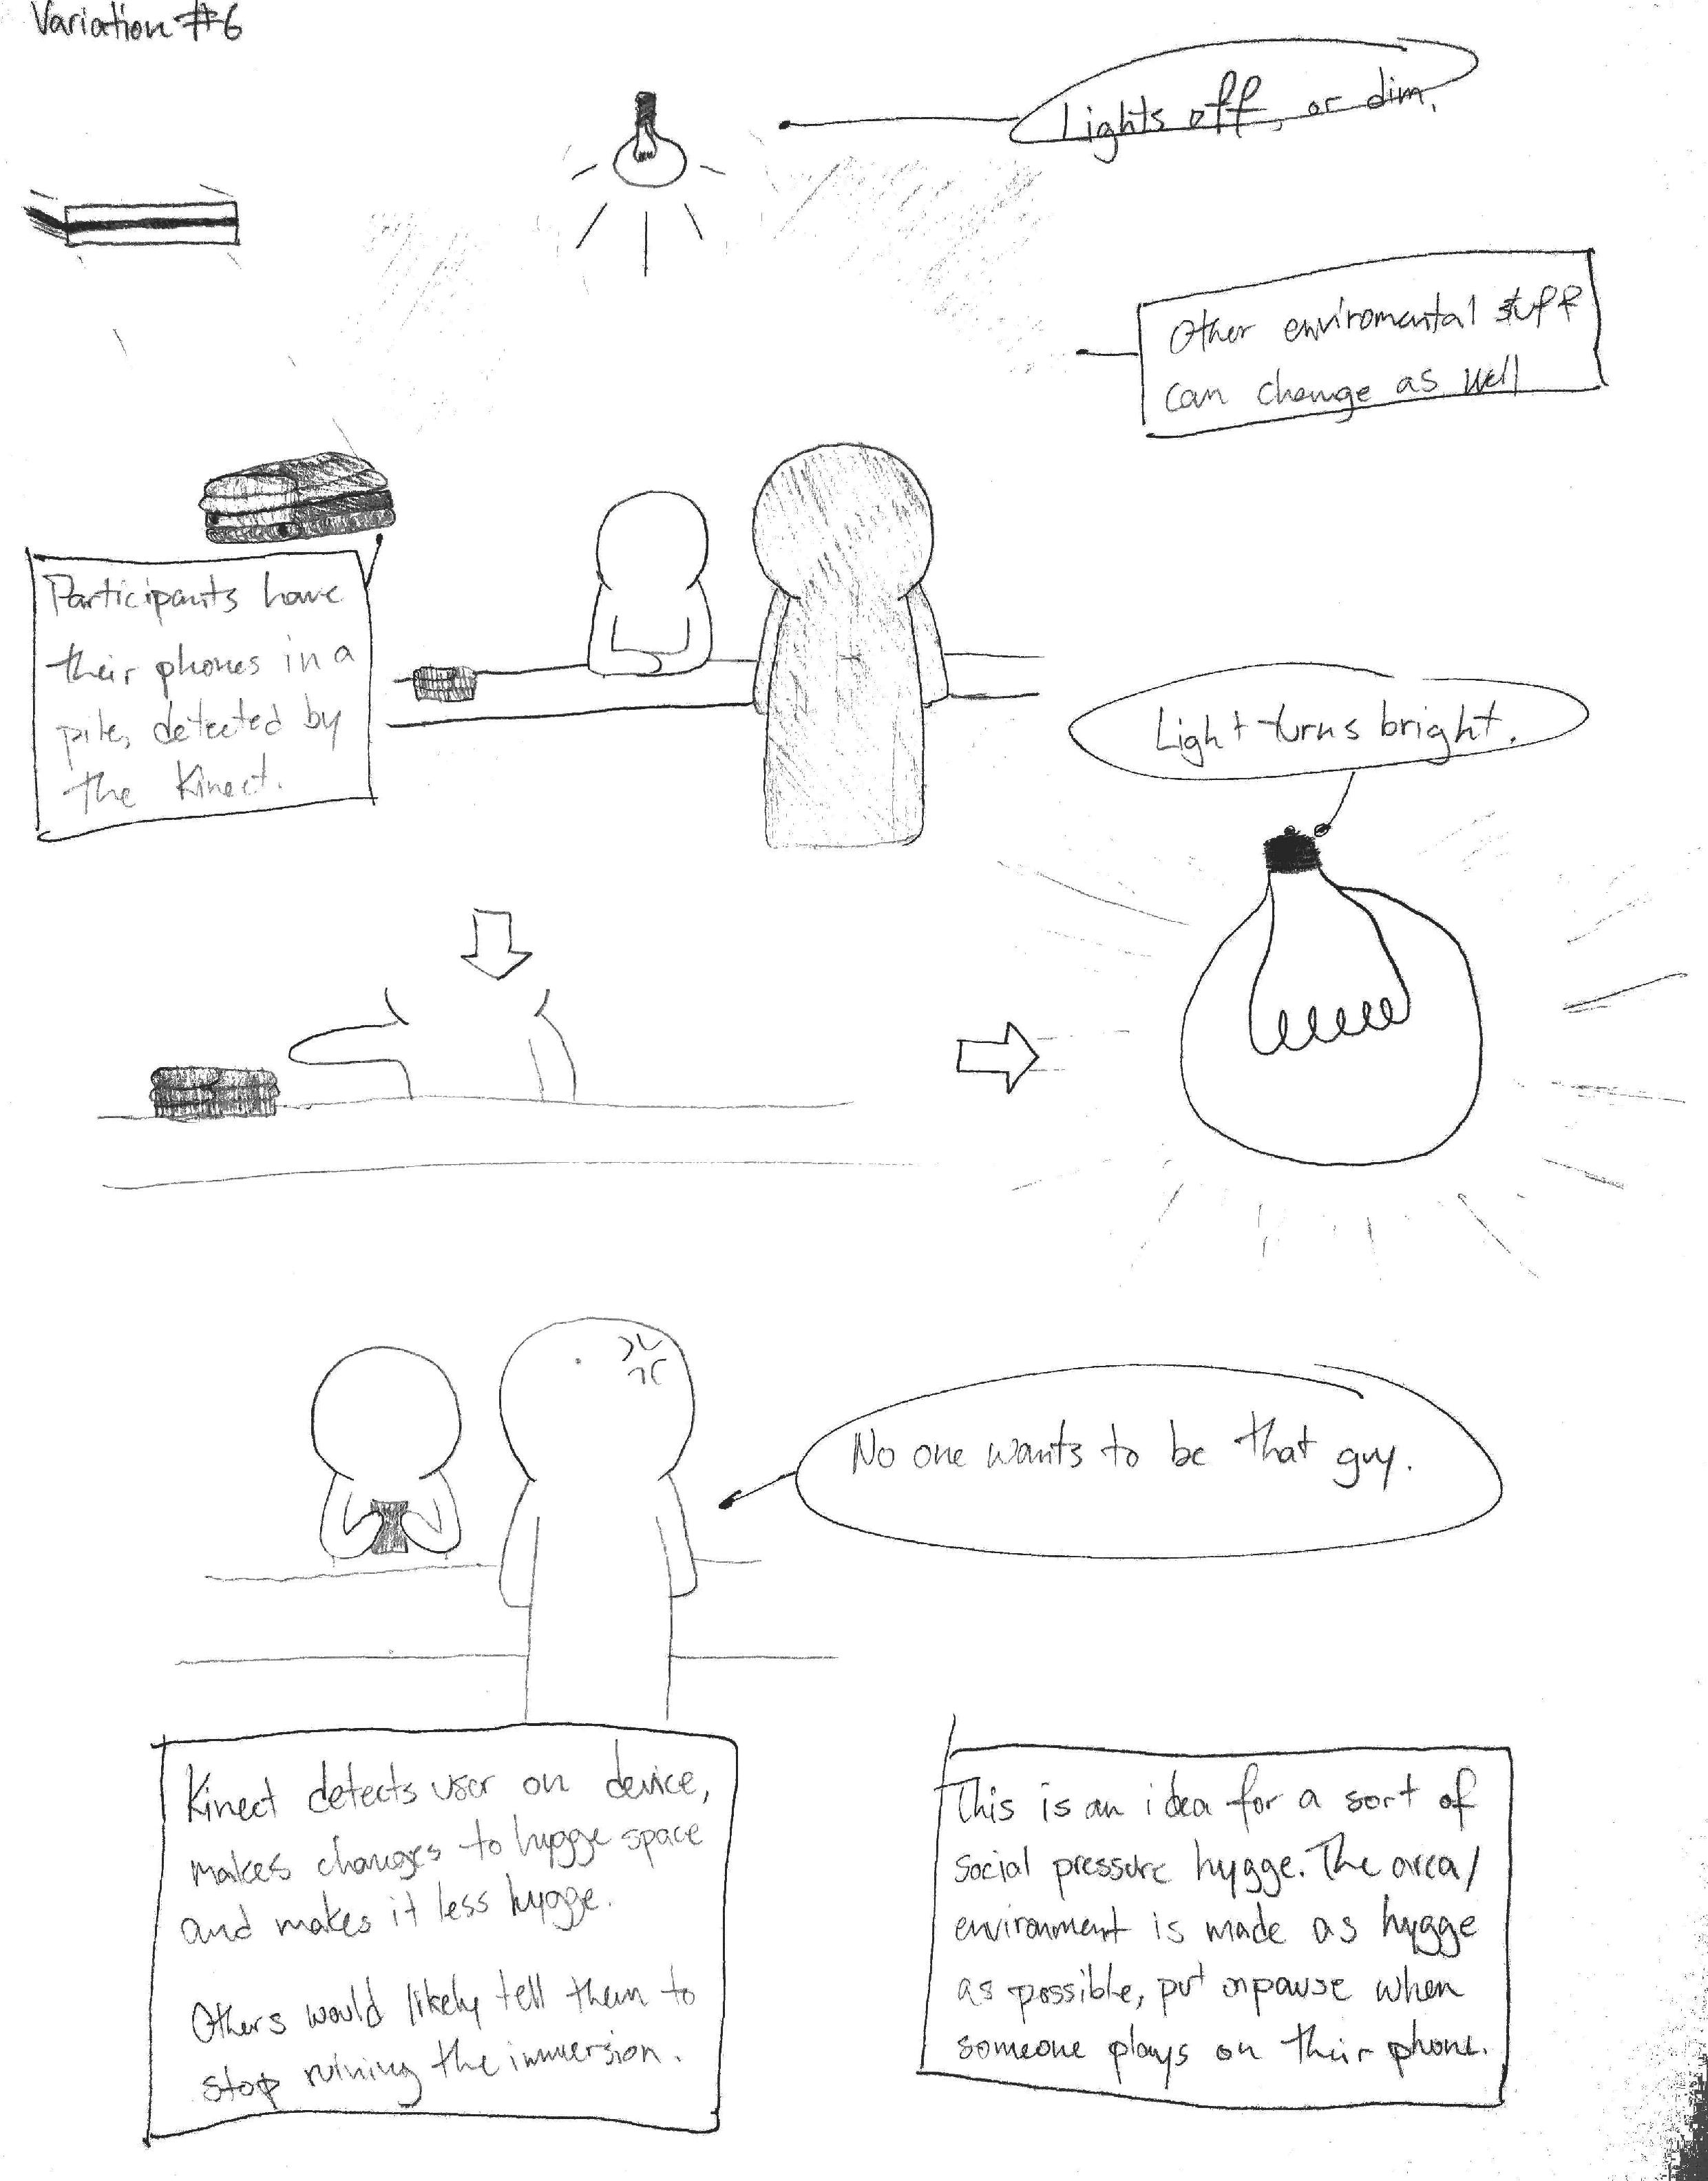 Variation #6
Lights off, or dim.
Other enviromental stuff
can change as well
Participants have
their phones in a
pile, detected by
the Kinect.
Light turns bright.
No one wants to be that guy.
Kinect detects user on device,
makes changes to hygge space
and makes it less hygge.
Others would likely tell them to
stop ruining the immersion.
This is an idea for a sort of
social pressure hygge. The area/
environment is made as hygge
as possible, put on pause when
someone plays on their phone.